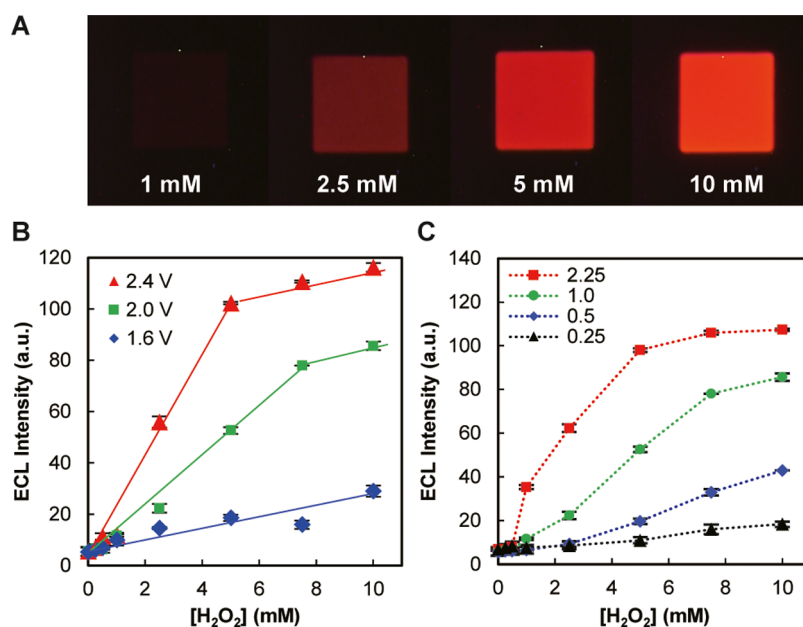 A
1 mM 2.5 mM 5 mM 10 mM
B
120
100
80
60
40
20
0
ECL Intensity (a.u.)
2.4 V
2.0 V
1.6 V
0 2 4 6 8 10
[H₂O₂] (mM)
C
140
120
100
80
60
40
20
0
ECL Intensity (a.u.)
2.25
1.0
0.5
0.25
0 2 4 6 8 10
[H₂O₂] (mM)